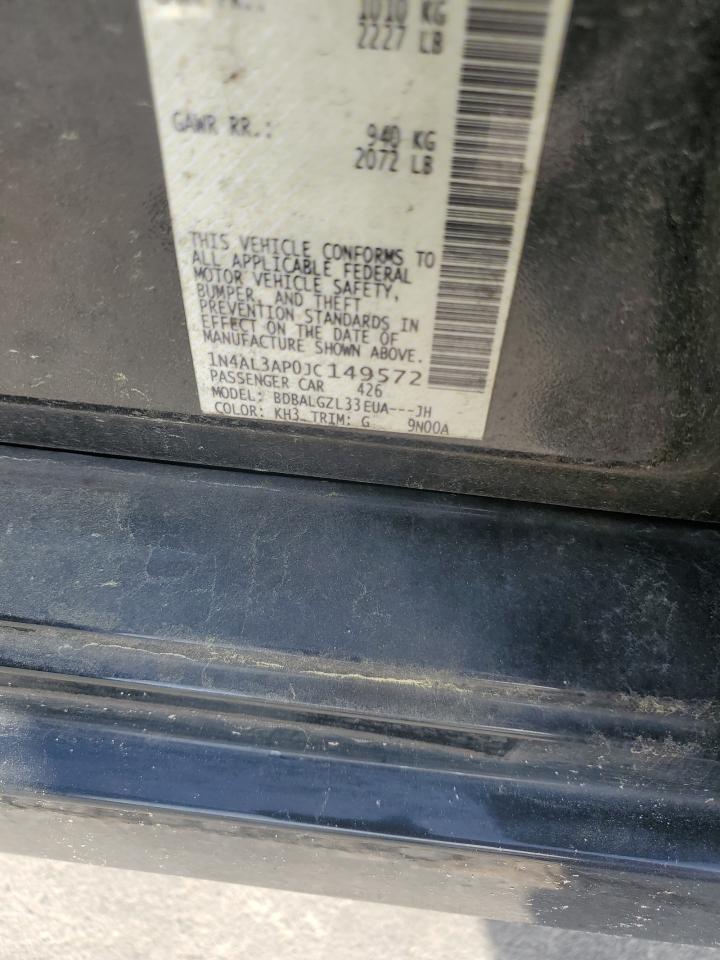 1010 KG
2227 LB
GAWR RR.: 940 KG
2072 LB
THIS VEHICLE CONFORMS TO
ALL APPLICABLE FEDERAL
MOTOR VEHICLE SAFETY,
BUMPER, AND THEFT
PREVENTION STANDARDS IN
EFFECT ON THE DATE OF
MANUFACTURE SHOWN ABOVE.
1N4AL3AP0JC149572
PASSENGER CAR 426
MODEL: BDBALGZL33EUA---JH
COLOR: KH3 TRIM: G 9N00A